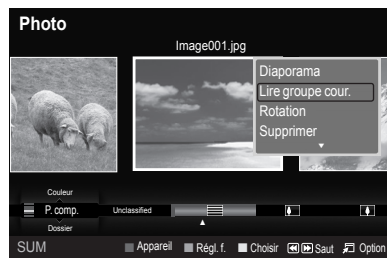 Photo
Image001.jpg
Diaporama
Lire groupe cour.
Rotation
Supprimer
Couleur
P. comp.
Unclassified
Dossier
SUM
Appareil
Régl. f.
Choisir
Saut
Option